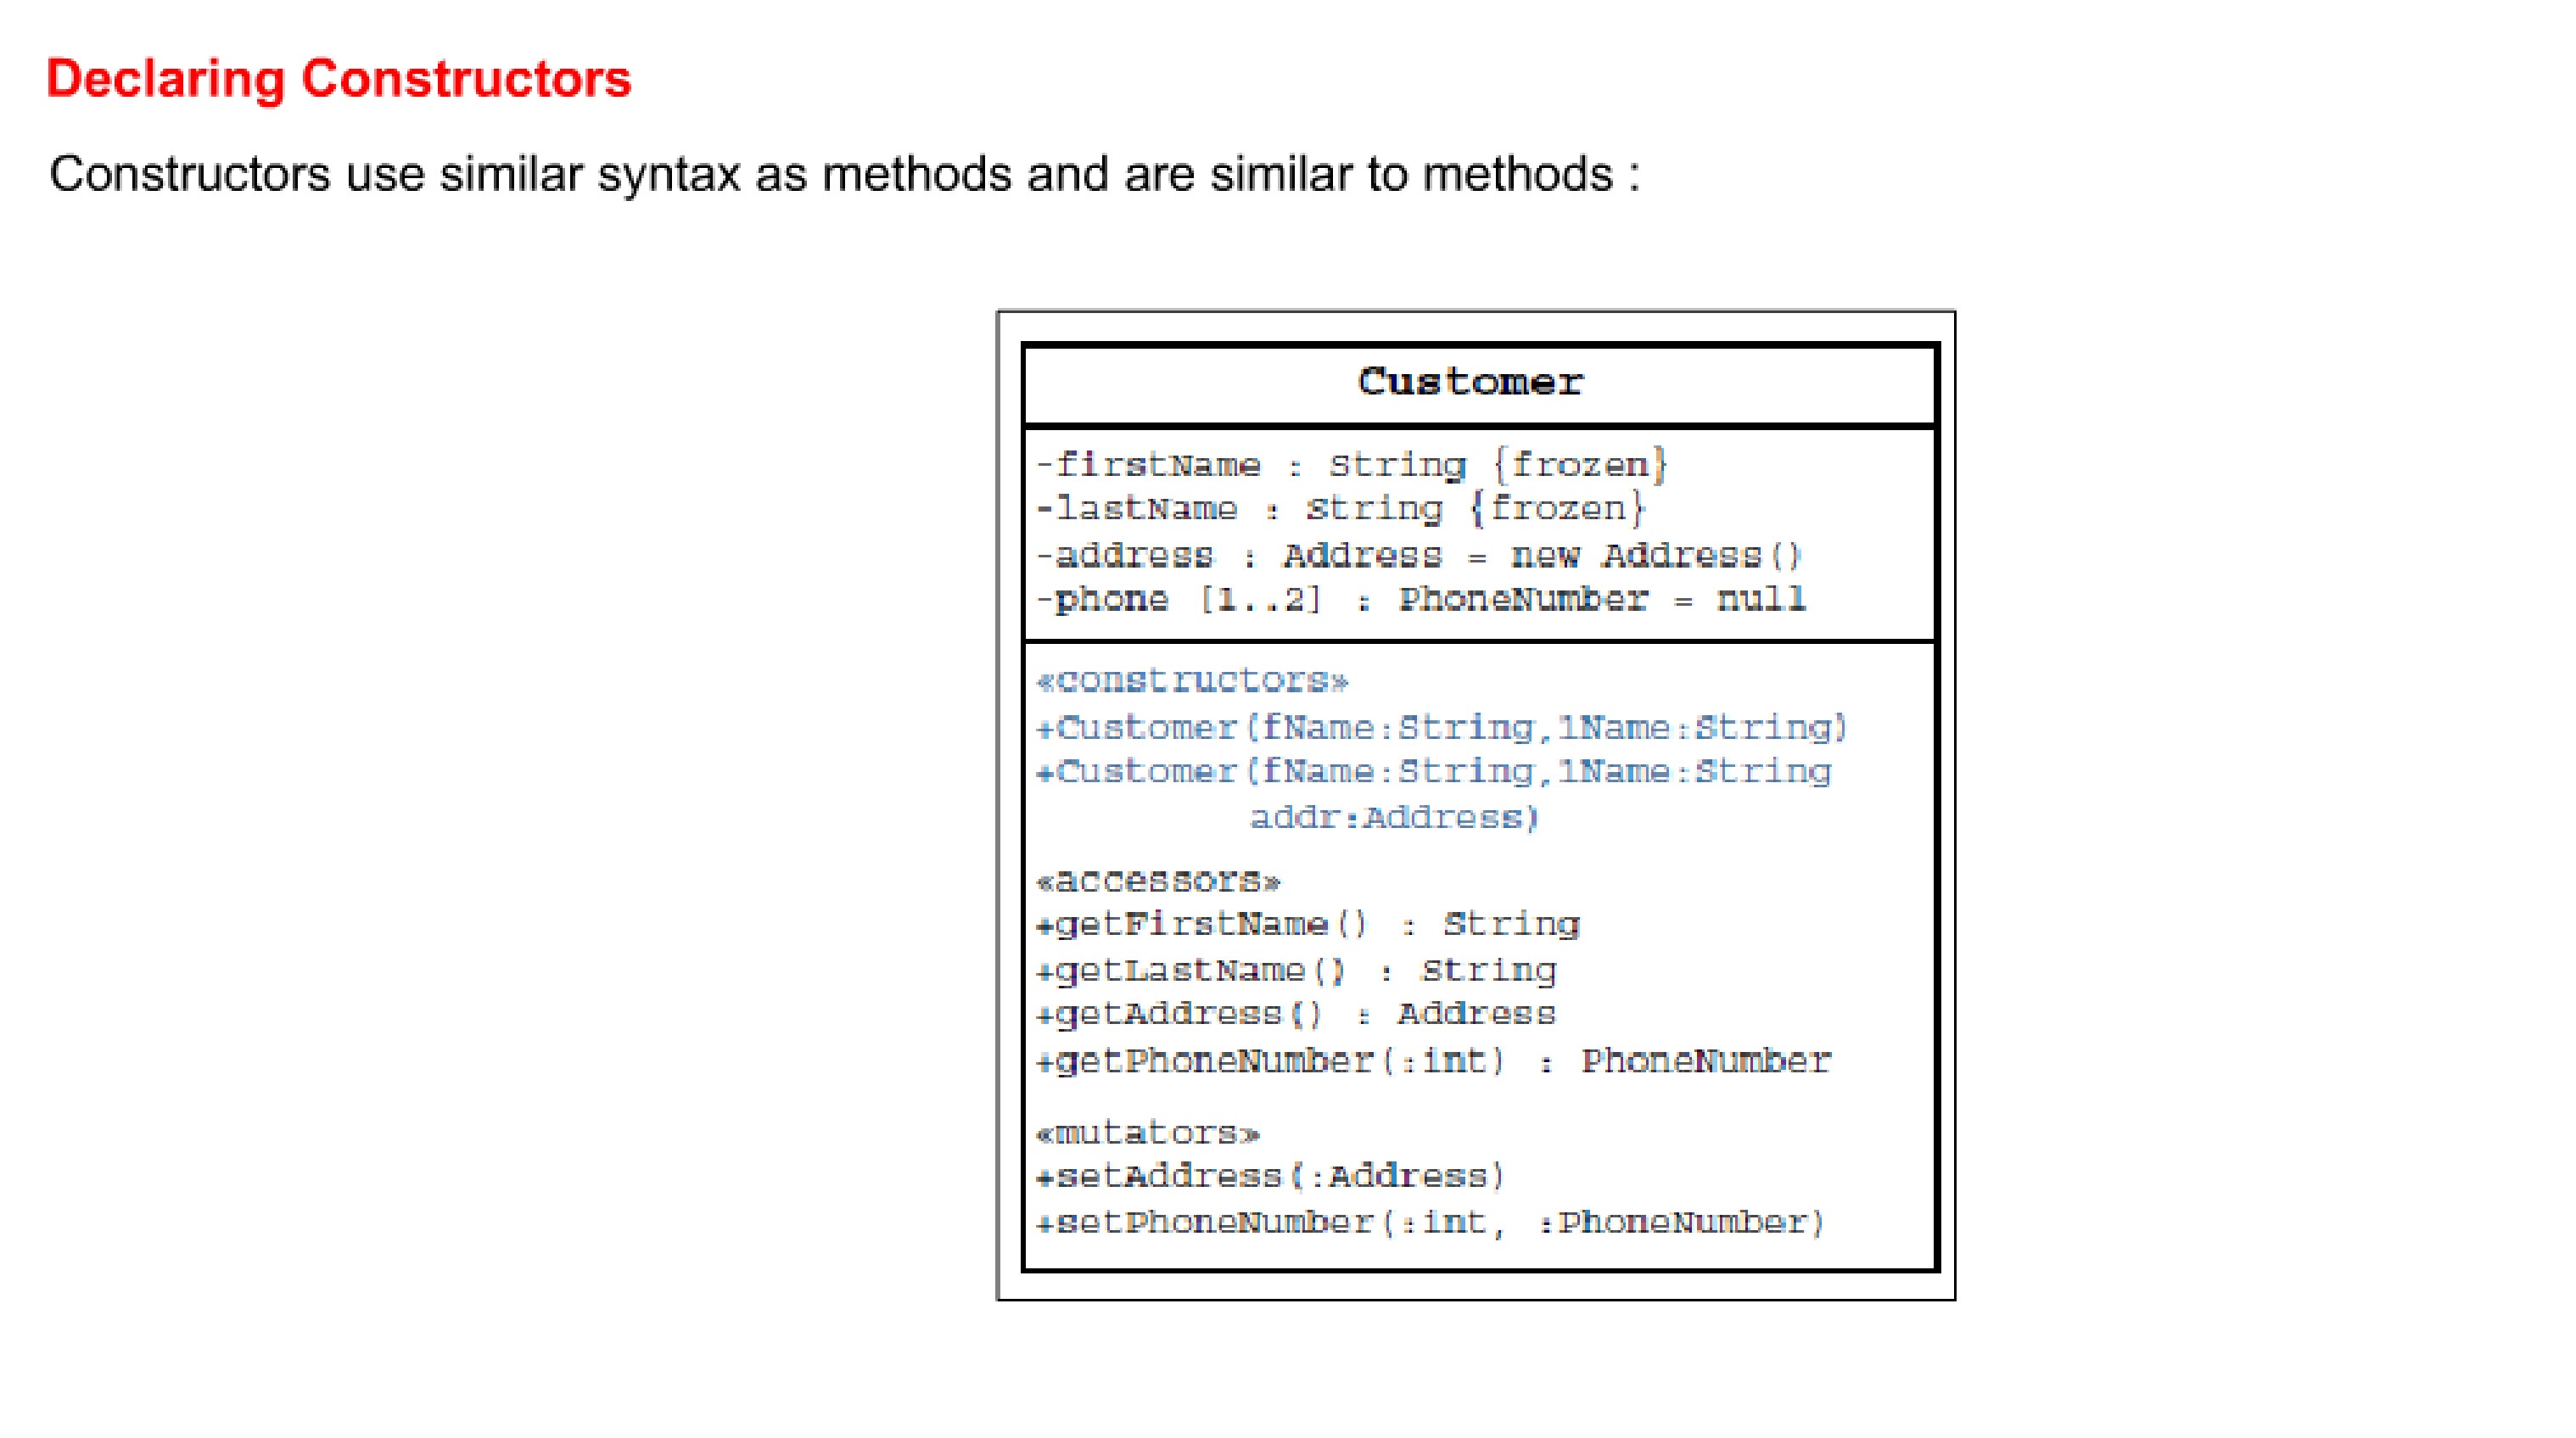 Declaring Constructors
Constructors use similar syntax as methods and are similar to methods :
Customer
-firstName : String {frozen}
-lastName : String {frozen}
-address : Address = new Address()
-phone [1..2] : PhoneNumber = null
«constructors»
+Customer(fName:String,lName:String)
+Customer(fName:String,lName:String
addr:Address)
«accessors»
+getFirstName() : String
+getLastName() : String
+getAddress() : Address
+getPhoneNumber(:int) : PhoneNumber
«mutators»
+setAddress(:Address)
+setPhoneNumber(:int, :PhoneNumber)